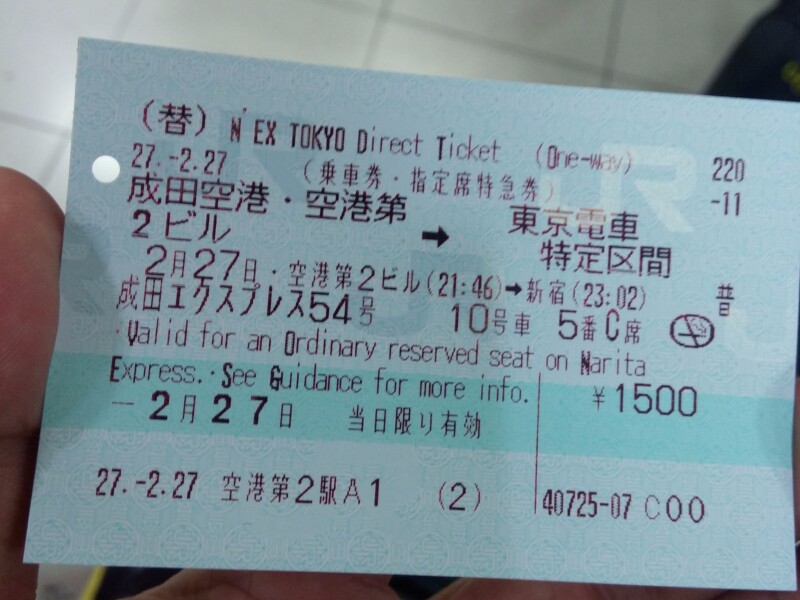 (替) N'EX TOKYO Direct Ticket (One-way)
27.-2.27 (乗車券・指定席特急券) 220
-11
成田空港・空港第
2ビル → 東京電車
特定区間
2月27日・空港第2ビル(21:46)→新宿(23:02) 普
成田エクスプレス54号 10号車 5番C席
・Valid for an Ordinary reserved seat on Narita
Express.・See Guidance for more info.
¥1500
－2月27日 当日限り有効
27.-2.27 空港第2駅A1 (2) 40725-07 C00